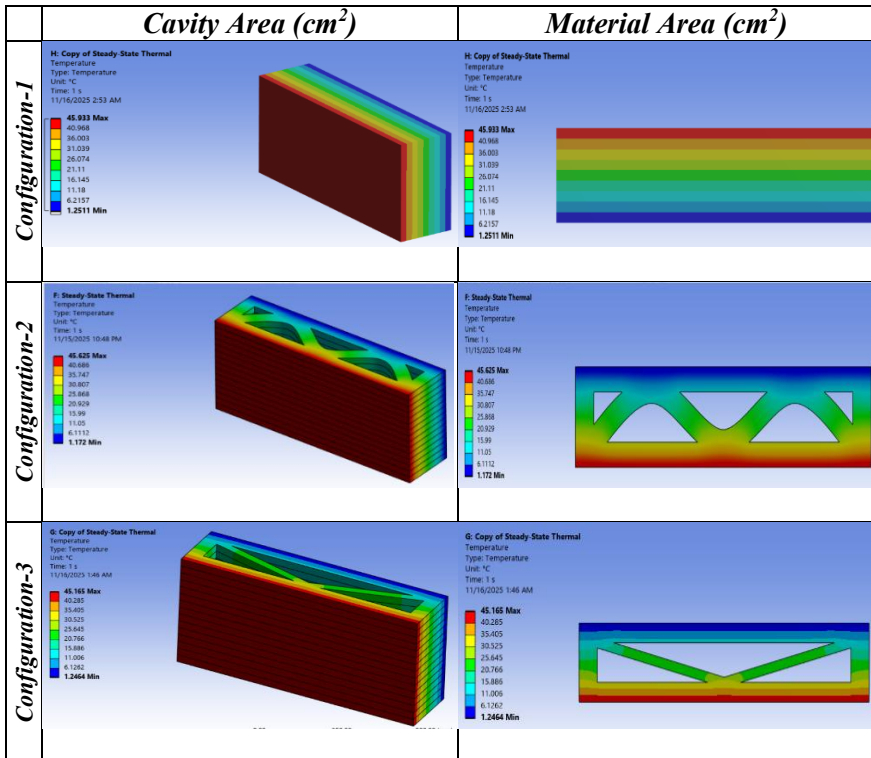 Cavity Area (cm²) Material Area (cm²)
Configuration-1
H: Copy of Steady-State Thermal
Temperature
Type: Temperature
Unit: °C
Time: 1 s
11/16/2025 2:53 AM
45.933 Max
40.968
36.003
31.039
26.074
21.11
16.145
11.18
6.2157
1.2511 Min
H: Copy of Steady-State Thermal
Temperature
Type: Temperature
Unit: °C
Time: 1 s
11/16/2025 2:53 AM
45.933 Max
40.968
36.003
31.039
26.074
21.11
16.145
11.18
6.2157
1.2511 Min
Configuration-2
F: Steady-State Thermal
Temperature
Type: Temperature
Unit: °C
Time: 1 s
11/15/2025 10:48 PM
45.625 Max
40.686
35.747
30.807
25.868
20.929
15.99
11.05
6.1112
1.172 Min
F: Steady-State Thermal
Temperature
Type: Temperature
Unit: °C
Time: 1 s
11/15/2025 10:48 PM
45.625 Max
40.686
35.747
30.807
25.868
20.929
15.99
11.05
6.1112
1.172 Min
Configuration-3
G: Copy of Steady-State Thermal
Temperature
Type: Temperature
Unit: °C
Time: 1 s
11/16/2025 1:46 AM
45.165 Max
40.285
35.405
30.525
25.645
20.766
15.886
11.006
6.1262
1.2464 Min
G: Copy of Steady-State Thermal
Temperature
Type: Temperature
Unit: °C
Time: 1 s
11/16/2025 1:46 AM
45.165 Max
40.285
35.405
30.525
25.645
20.766
15.886
11.006
6.1262
1.2464 Min